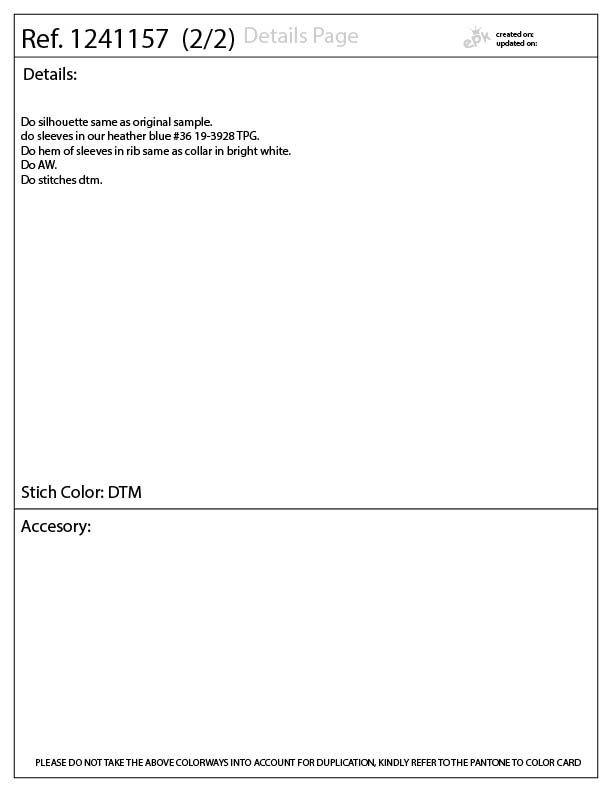 Ref. 1241157 (2/2) Details Page
epk
created on:
updated on:
Details:
Do silhouette same as original sample.
do sleeves in our heather blue #36 19-3928 TPG.
Do hem of sleeves in rib same as collar in bright white.
Do AW.
Do stitches dtm.
Stich Color: DTM
Accesory:
PLEASE DO NOT TAKE THE ABOVE COLORWAYS INTO ACCOUNT FOR DUPLICATION, KINDLY REFER TO THE PANTONE TO COLOR CARD